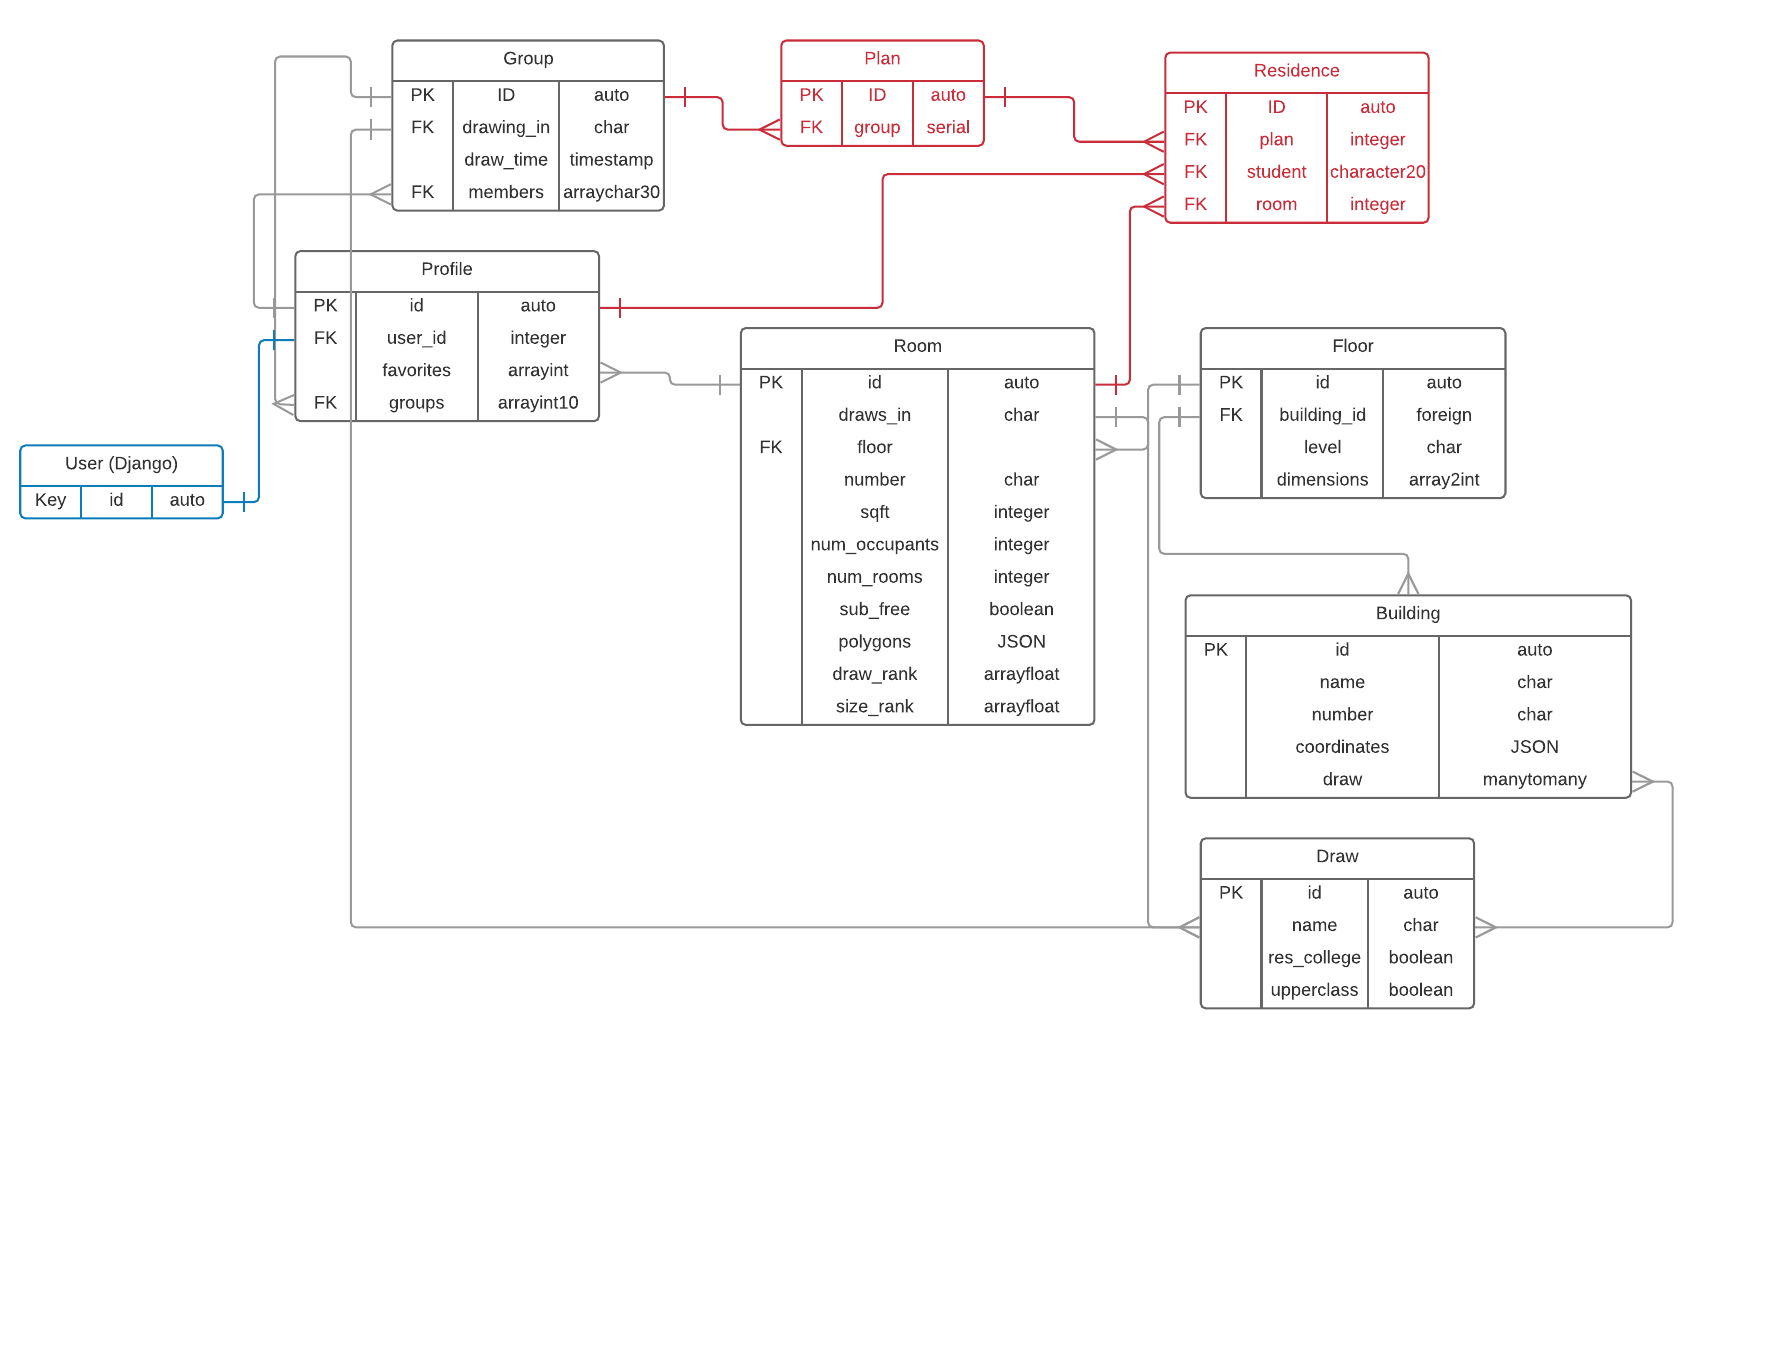 Group
PK ID auto
FK drawing_in char
draw_time timestamp
FK members arraychar30
Plan
PK ID auto
FK group serial
Residence
PK ID auto
FK plan integer
FK student character20
FK room integer
Profile
PK id auto
FK user_id integer
favorites arrayint
FK groups arrayint10
User (Django)
Key id auto
Room
PK id auto
draws_in char
FK floor
number char
sqft integer
num_occupants integer
num_rooms integer
sub_free boolean
polygons JSON
draw_rank arrayfloat
size_rank arrayfloat
Floor
PK id auto
FK building_id foreign
level char
dimensions array2int
Building
PK id auto
name char
number char
coordinates JSON
draw manytomany
Draw
PK id auto
name char
res_college boolean
upperclass boolean